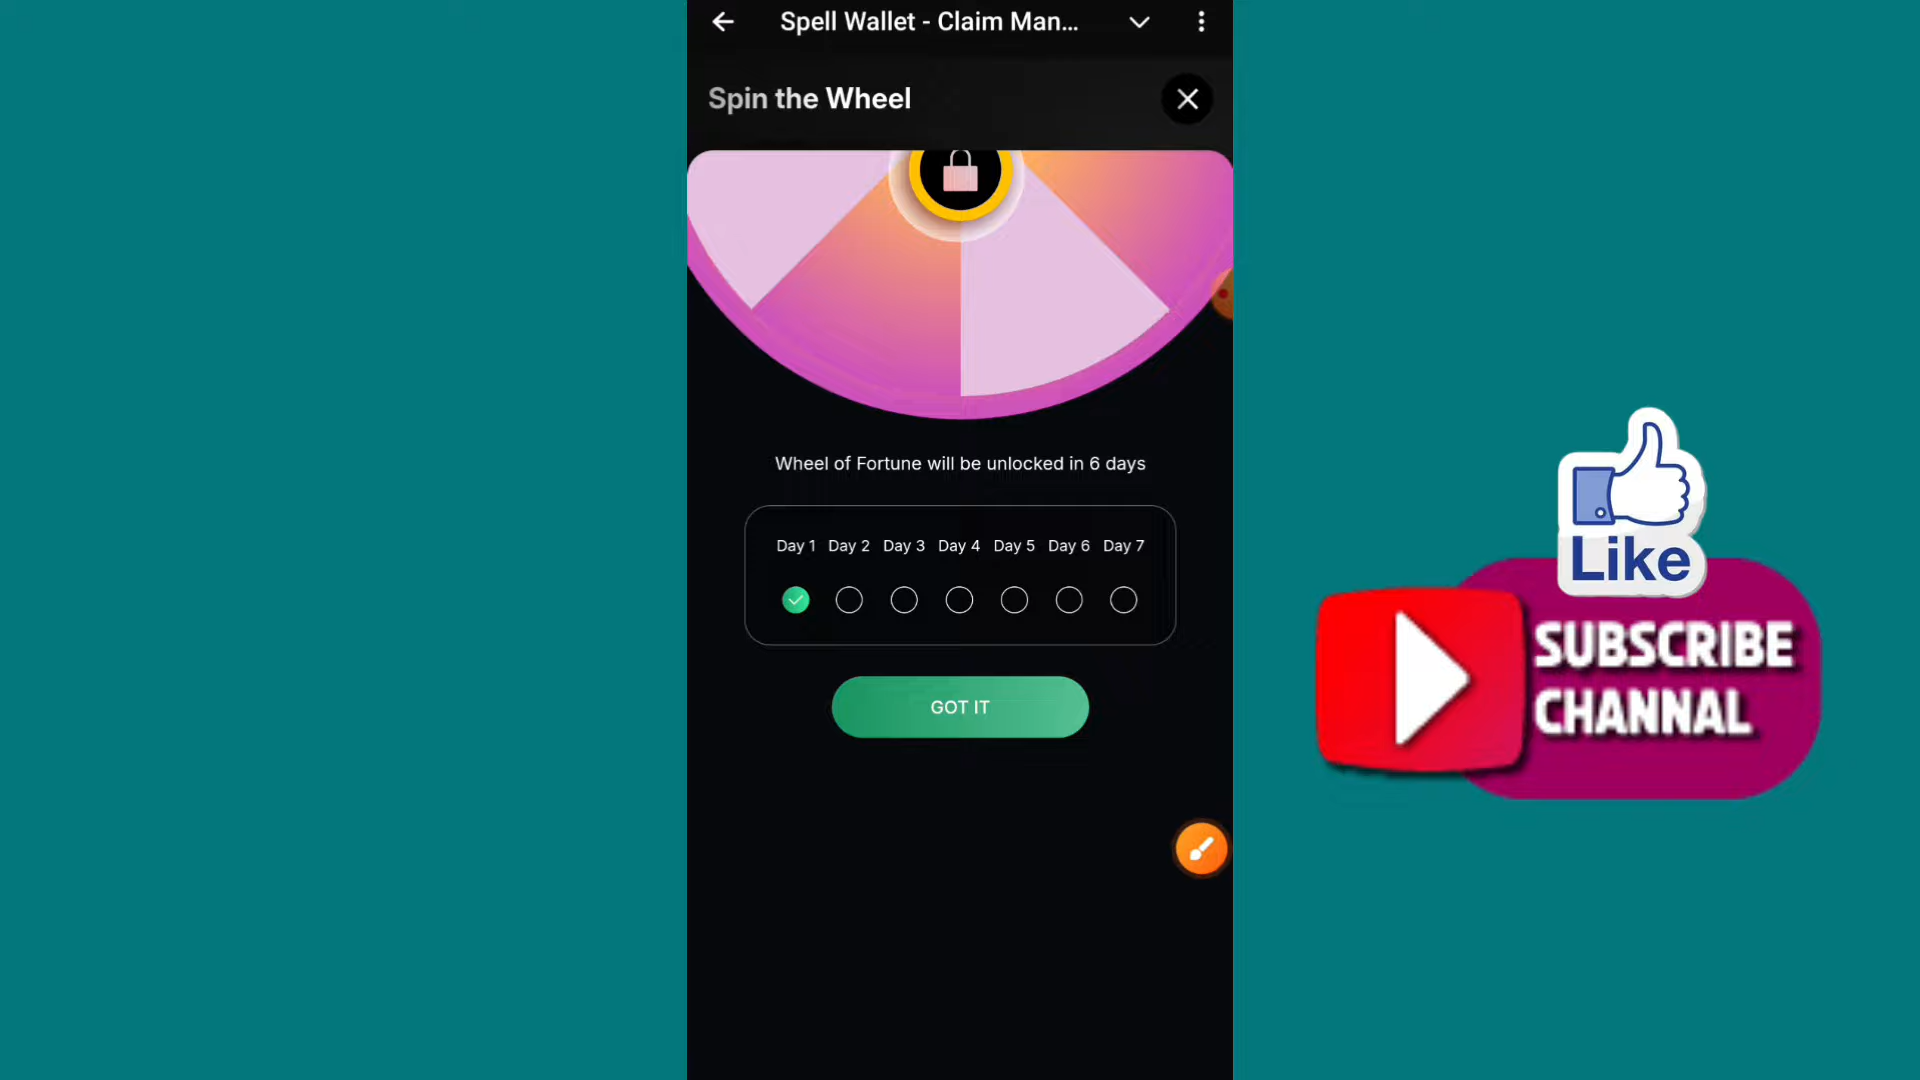 Spell Wallet - Claim Man...
Spin the Wheel
Wheel of Fortune will be unlocked in 6 days
Day 1 Day 2 Day 3 Day 4 Day 5 Day 6 Day 7
GOT IT
Like
SUBSCRIBE
CHANNAL